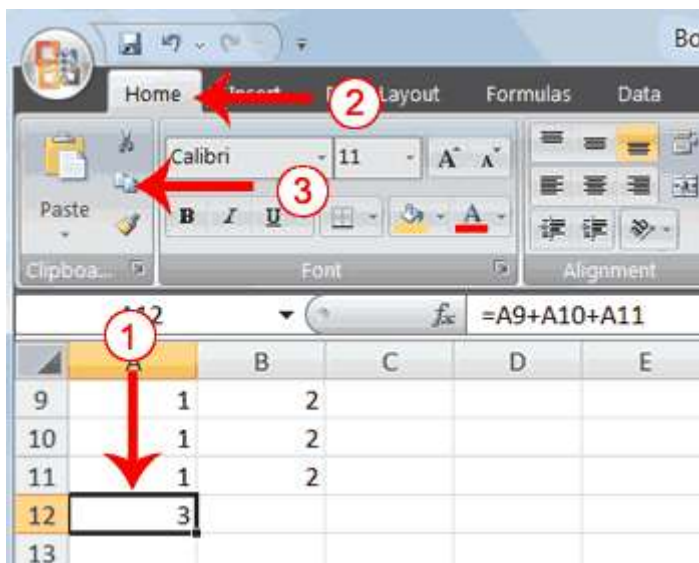 Bo
Home Layout Formulas Data
2
Calibri 11 A A
3
Paste
B I U A
Clipboa... Font Alignment
12 fx =A9+A10+A11
1
A B C D E
9 1 2
10 1 2
11 1 2
12 3
13